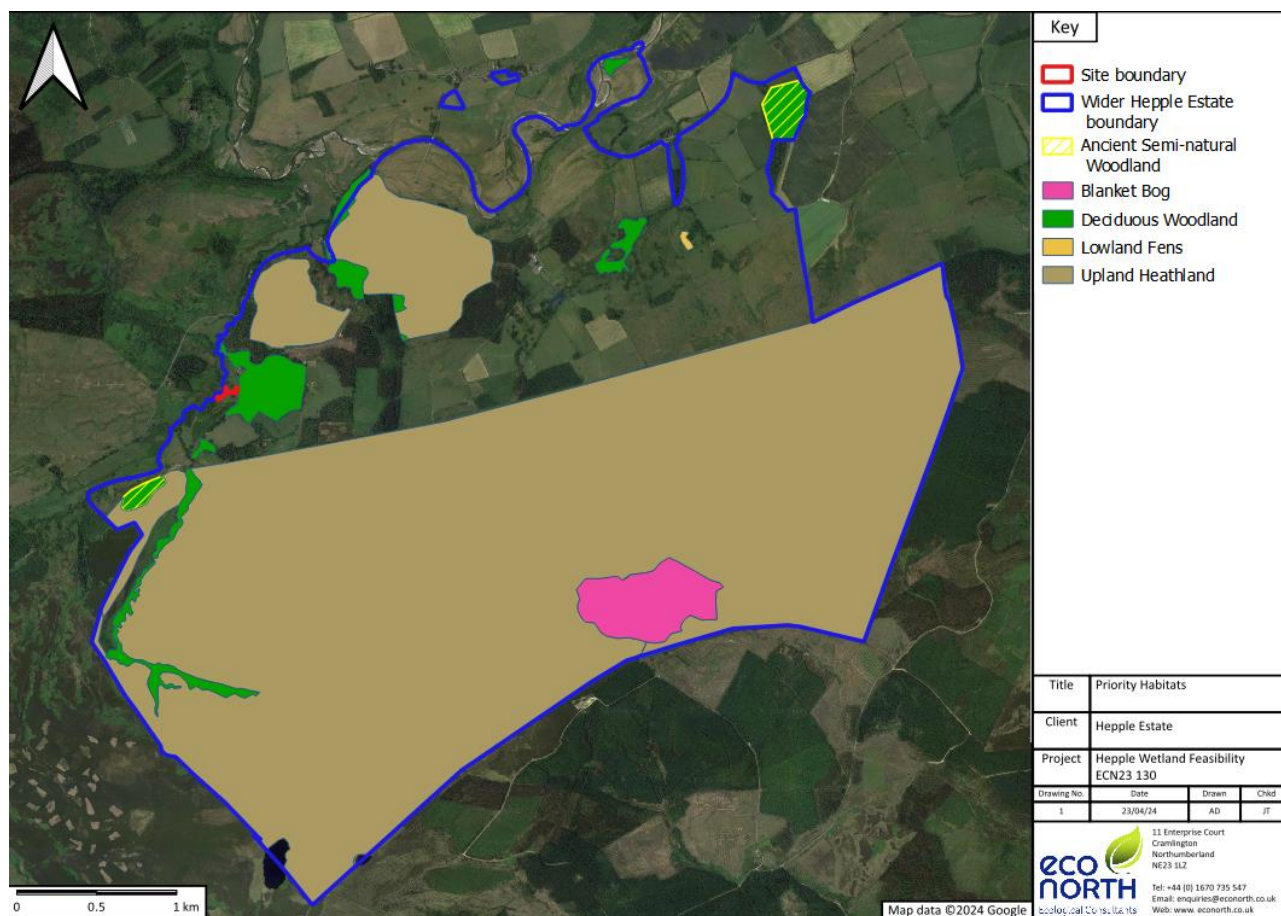 Key
Site boundary
Wider Hepple Estate
boundary
Ancient Semi-natural
Woodland
Blanket Bog
Deciduous Woodland
Lowland Fens
Upland Heathland
Title Priority Habitats
Client Hepple Estate
Project Hepple Wetland Feasibility
ECN23 130
Drawing No. Date Drawn Chkd
1 23/04/24 AD JT
11 Enterprise Court
Cramlington
Northumberland
NE23 1LZ
eco
NORTH
Ecological Consultants
Tel: +44 (0) 1670 735 547
Email: enquiries@econorth.co.uk
Web: www. econorth.co.uk
0 0.5 1 km
Map data ©2024 Google